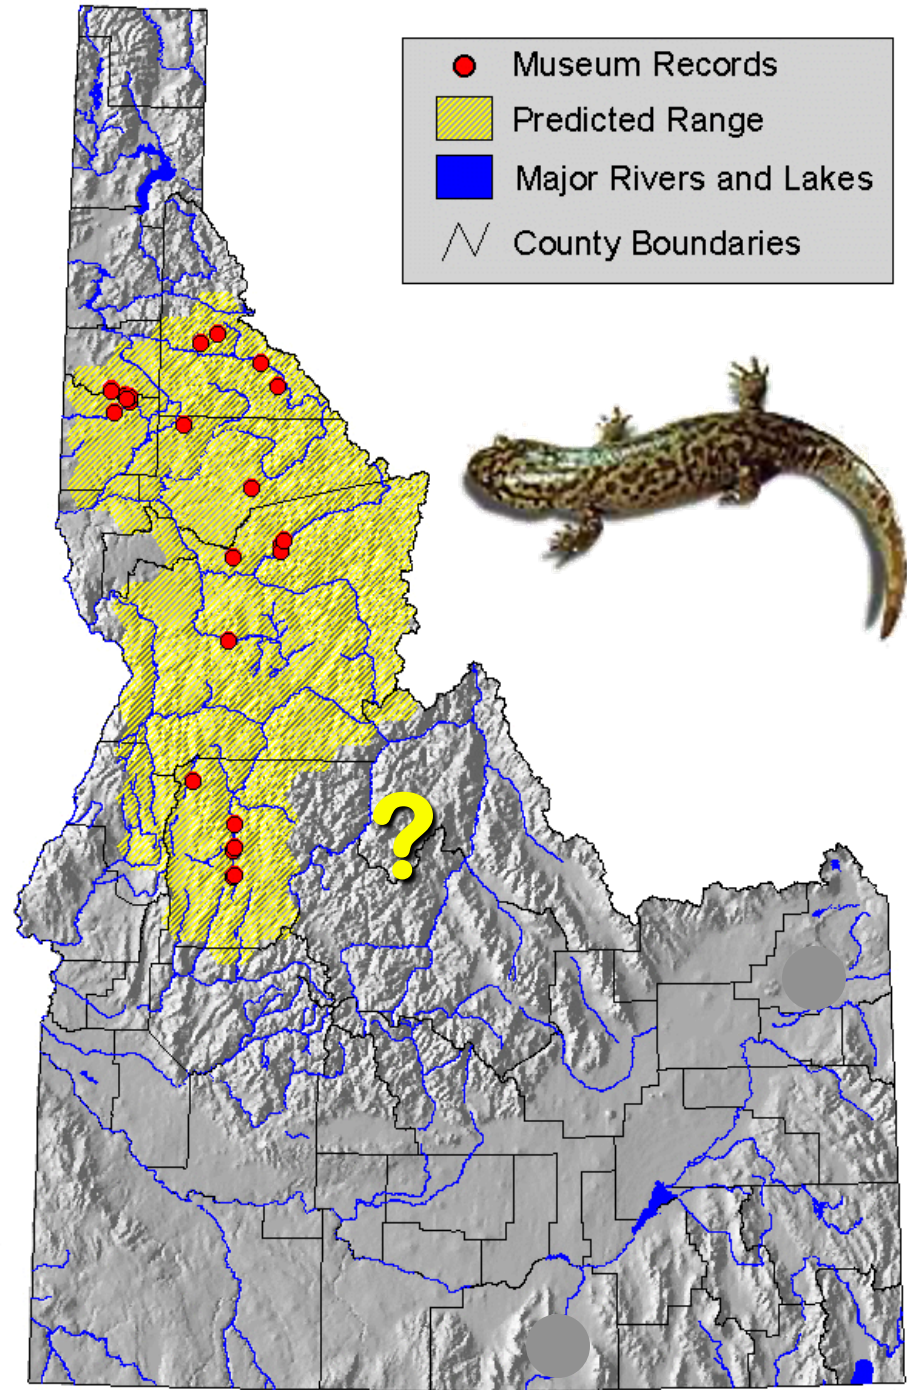 Museum Records
Predicted Range
Major Rivers and Lakes
County Boundaries
?